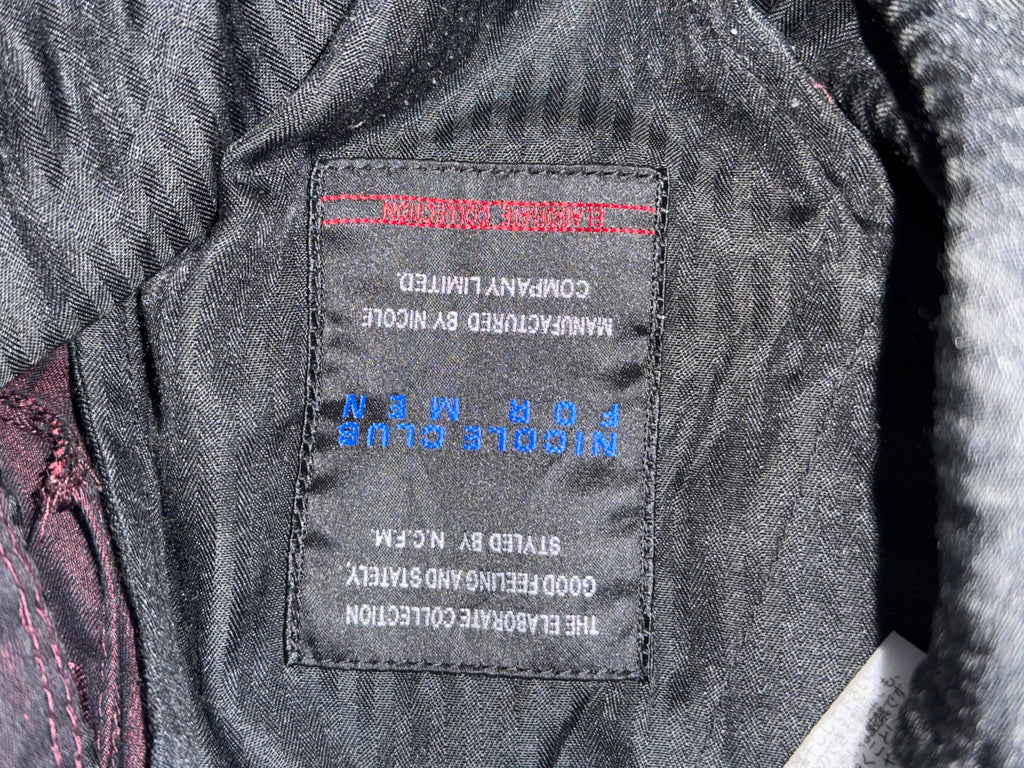 THE ELABORATE COLLECTION
GOOD FEELING AND STATELY,
STYLED BY N.C.F.M.
NICOLE CLUB
FOR MEN
MANUFACTURED BY NICOLE
COMPANY LIMITED.
ELABORATE COLLECTION